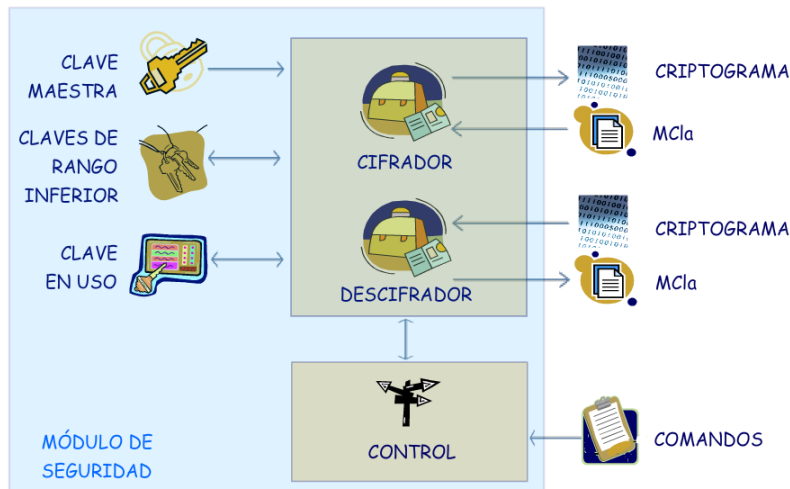 CLAVE
MAESTRA
CLAVES DE
RANGO
INFERIOR
CLAVE
EN USO
CIFRADOR
DESCIFRADOR
CRIPTOGRAMA
MCla
CRIPTOGRAMA
MCla
CONTROL
COMANDOS
MÓDULO DE
SEGURIDAD